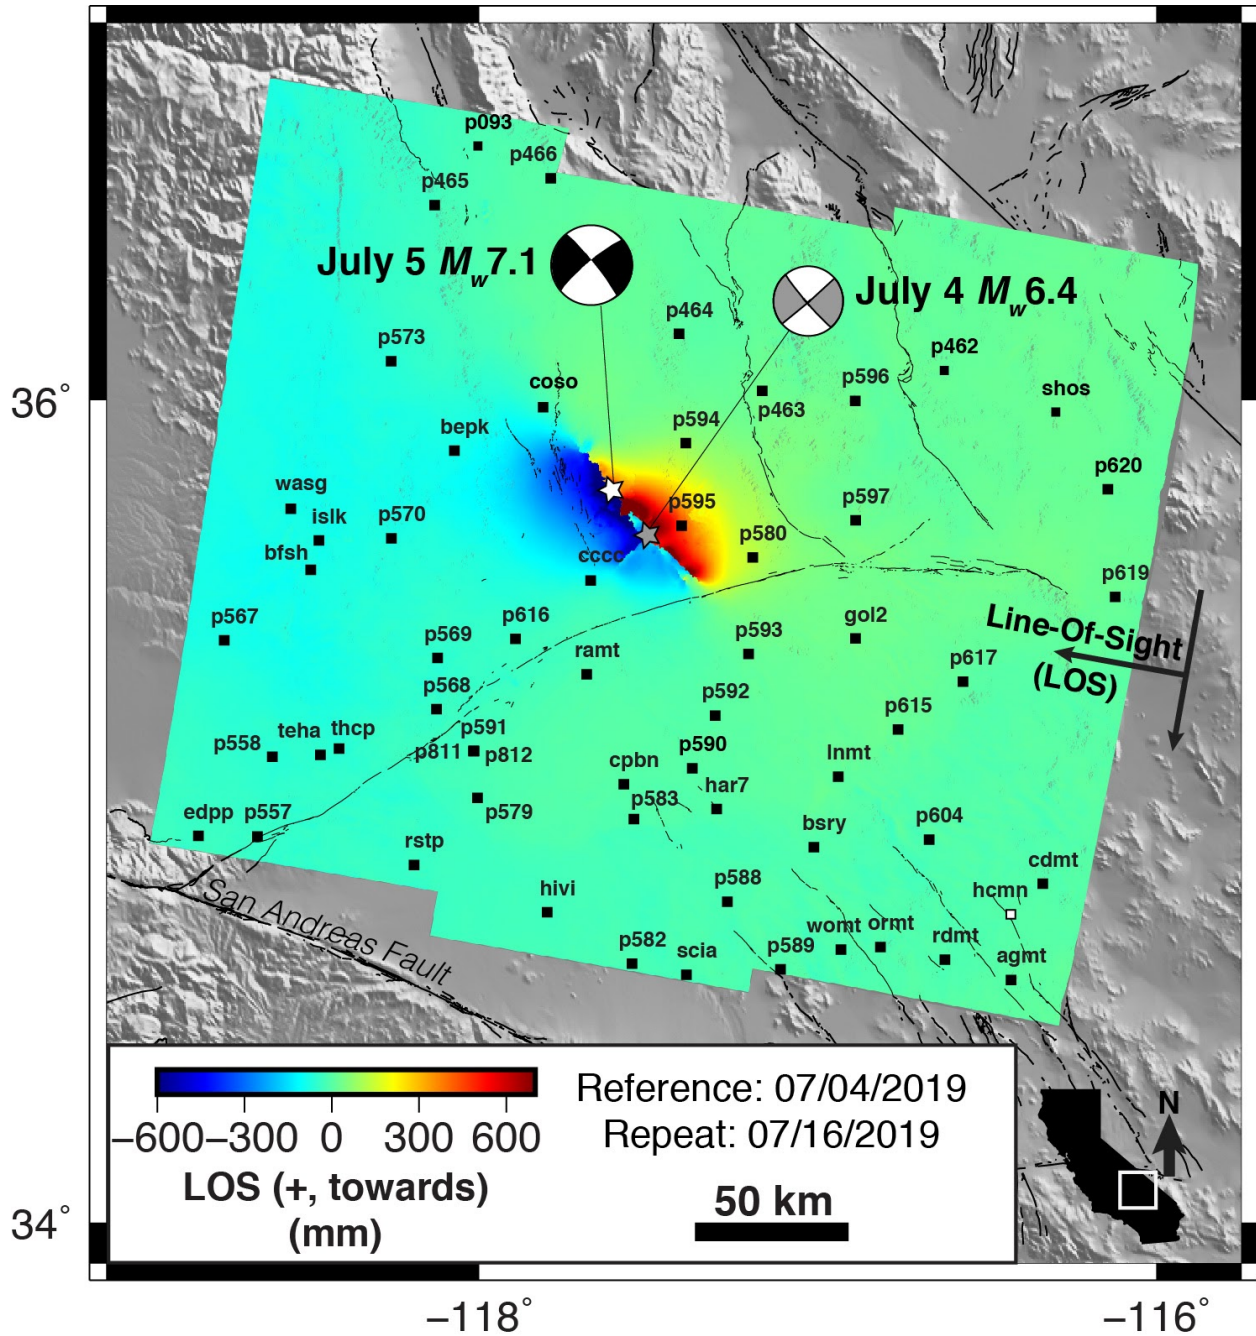 p093
p466
p465
July 5 Mw7.1
July 4 Mw6.4
p464
p573
p462
coso
p596
shos
36°
p463
p594
bepk
p620
wasg
p595
p597
islk
p570
p580
bfsh
cccc
p619
p567
p616
gol2
Line-Of-Sight
(LOS)
p569
p593
ramt
p617
p568
p592
p615
teha
thcp
p591
p558
p811
p812
p590
lnmt
cpbn
har7
p583
edpp
p557
p579
bsry
p604
rstp
cdmt
hivi
p588
hcmn
San Andreas Fault
womt
ormt
p582
scia
p589
rdmt
agmt
−600
−300
0
300
600
LOS (+, towards)
(mm)
Reference: 07/04/2019
Repeat: 07/16/2019
50 km
N
34°
−118°
−116°